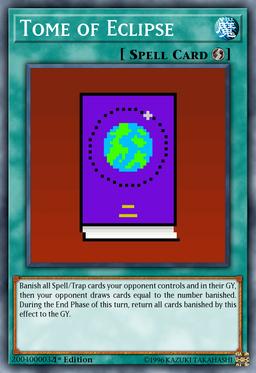 Tome of Eclipse
魔
[ Spell Card ]
Banish all Spell/Trap cards your opponent controls and in their GY,
then your opponent draws cards equal to the number banished.
During the End Phase of this turn, return all cards banished by this
effect to the GY.
1st Edition
©1996 KAZUKI TAKAHASHI